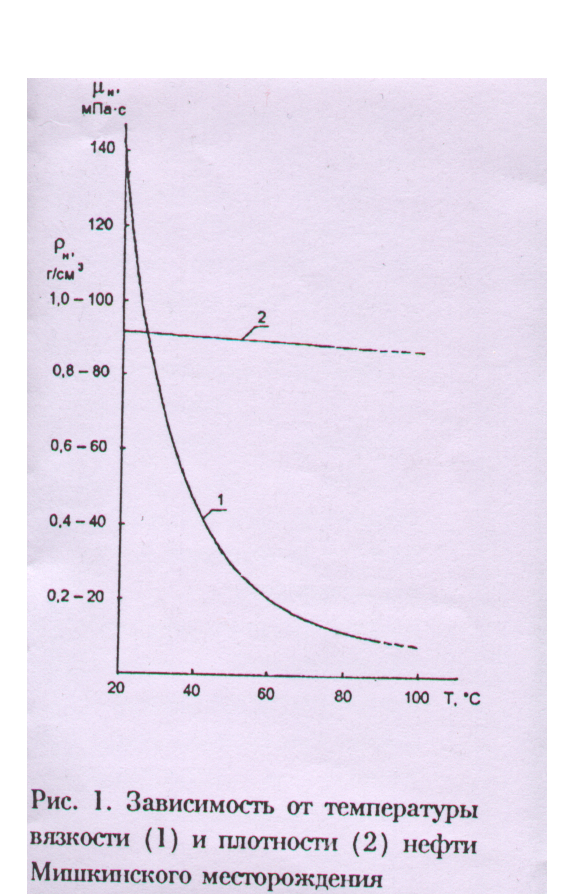 μн,
мПа·с
140
120
ρн,
г/см³
1,0 – 100
2
0,8 – 80
0,6 – 60
1
0,4 – 40
0,2 – 20
20 40 60 80 100 T, °C
Рис. 1. Зависимость от температуры
вязкости (1) и плотности (2) нефти
Мишкинского месторождения